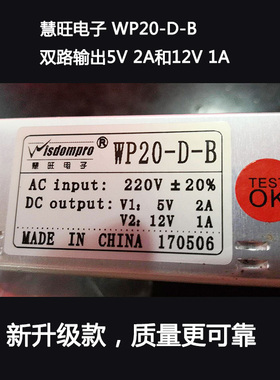 慧旺电子 WP20-D-B
双路输出5V 2A和12V 1A
Wisdompro®
慧旺电子
WP20-D-B
AC input: 220V ±20%
DC output: V1: 5V 2A
V2: 12V 1A
MADE IN CHINA 170506
TEST
OK
新升级款，质量更可靠